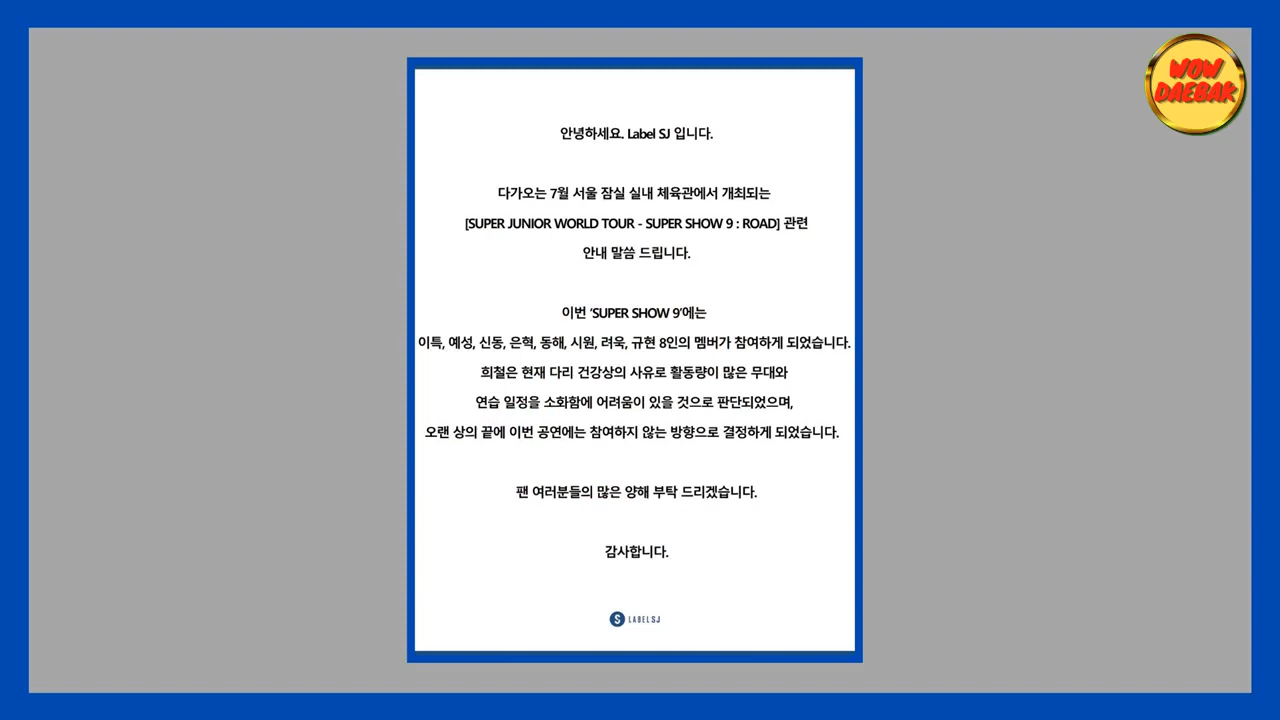 WOW
DAEBAK
안녕하세요. Label SJ 입니다.
다가오는 7월 서울 잠실 실내 체육관에서 개최되는
[SUPER JUNIOR WORLD TOUR - SUPER SHOW 9 : ROAD] 관련
안내 말씀 드립니다.
이번 'SUPER SHOW 9'에는
이특, 예성, 신동, 은혁, 동해, 시원, 려욱, 규현 8인의 멤버가 참여하게 되었습니다.
희철은 현재 다리 건강상의 사유로 활동량이 많은 무대와
연습 일정을 소화함에 어려움이 있을 것으로 판단되었으며,
오랜 상의 끝에 이번 공연에는 참여하지 않는 방향으로 결정하게 되었습니다.
팬 여러분들의 많은 양해 부탁 드리겠습니다.
감사합니다.
S LABELSJ